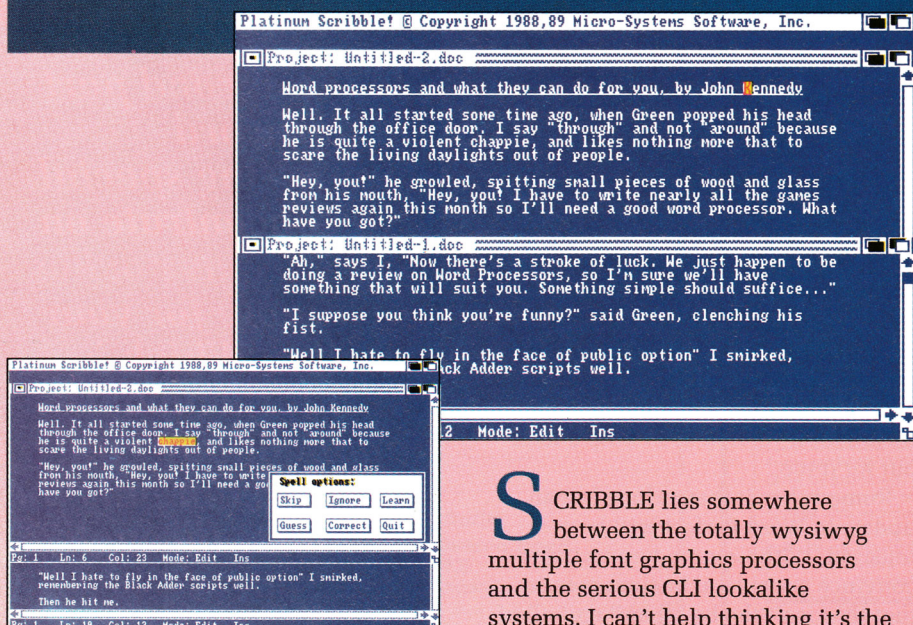 Platinum Scribble! © Copyright 1988,89 Micro-Systems Software, Inc.
Project: Untitled-2.doc
Word processors and what they can do for you, by John Kennedy
Well. It all started some time ago, when Green popped his head
through the office door. I say "through" and not "around" because
he is quite a violent chappie, and likes nothing more that to
scare the living daylights out of people.
"Hey, you!" he growled, spitting small pieces of wood and glass
from his mouth, "Hey, you! I have to write nearly all the games
reviews again this month so I'll need a good word processor. What
have you got?"
Project: Untitled-1.doc
"Ah," says I, "Now there's a stroke of luck. We just happen to be
doing a review on Word Processors, so I'm sure we'll have
something that will suit you. Something simple should suffice..."
"I suppose you think you're funny?" said Green, clenching his
fist.
"Well I hate to fly in the face of public option" I smirked,
ck Adder scripts well.
2 Mode: Edit Ins
Platinum Scribble! © Copyright 1988,89 Micro-Systems Software, Inc.
Project: Untitled-2.doc
Word processors and what they can do for you, by John Kennedy
Well. It all started some time ago, when Green popped his head
through the office door. I say "through" and not "around" because
he is quite a violent chappie, and likes nothing more that to
scare the living daylights out of people.
"Hey, you!" he growled, spitting small pieces of wood and glass
from his mouth, "Hey, you! I have to write
reviews again this month so I'll need a go
have you got?"
Spell options:
Skip Ignore Learn
Guess Correct Quit
Pg: 1 Ln: 6 Col: 23 Mode: Edit Ins
"Well I hate to fly in the face of public option" I smirked,
remembering the Black Adder scripts well.
Then he hit me.
Pg: 1 Ln: 19 Col: 12 Mode: Edit Ins
SCRIBBLE lies somewhere
between the totally wysiwyg
multiple font graphics processors
and the serious CLI lookalike
systems. I can't help thinking it's the